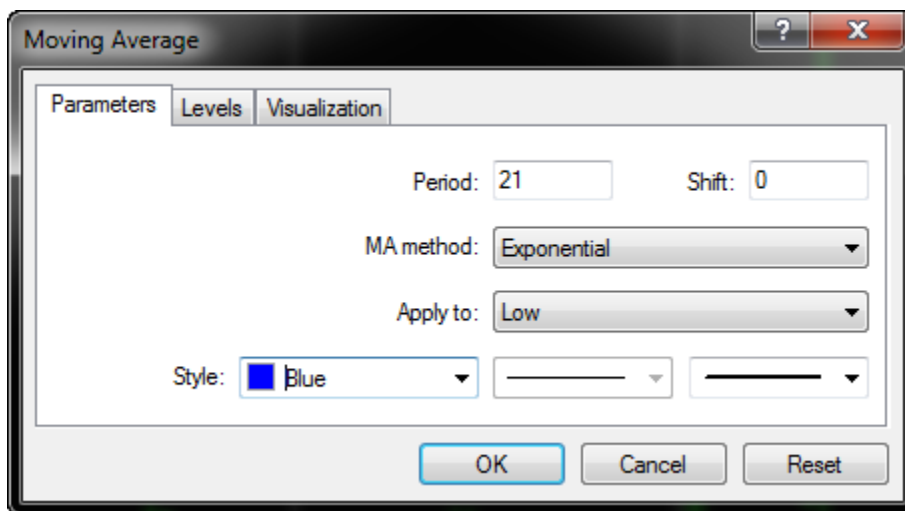 Moving Average
Parameters Levels Visualization
Period: 21 Shift: 0
MA method: Exponential
Apply to: Low
Style: Blue
OK Cancel Reset